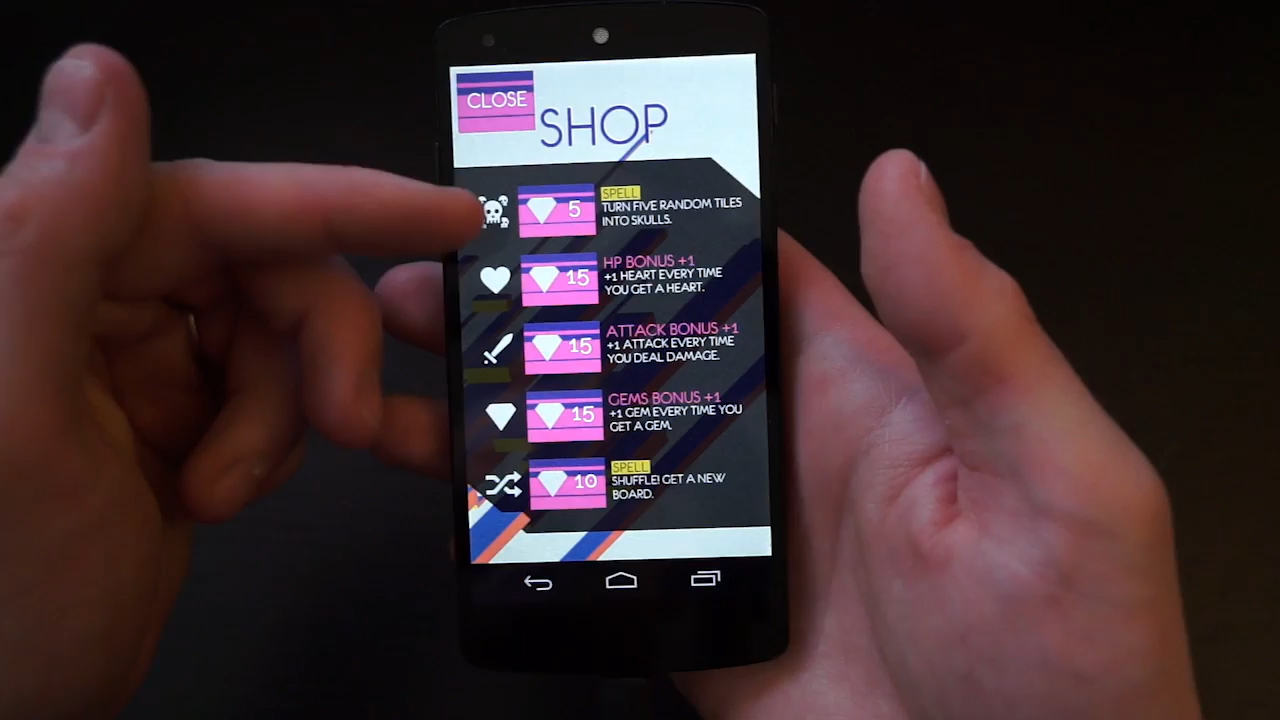 CLOSE
SHOP
5
SPELL
TURN FIVE RANDOM TILES
INTO SKULLS.
15
HP BONUS +1
+1 HEART EVERY TIME
YOU GET A HEART.
15
ATTACK BONUS +1
+1 ATTACK EVERY TIME
YOU DEAL DAMAGE.
15
GEMS BONUS +1
+1 GEM EVERY TIME YOU
GET A GEM.
10
SPELL
SHUFFLE! GET A NEW
BOARD.